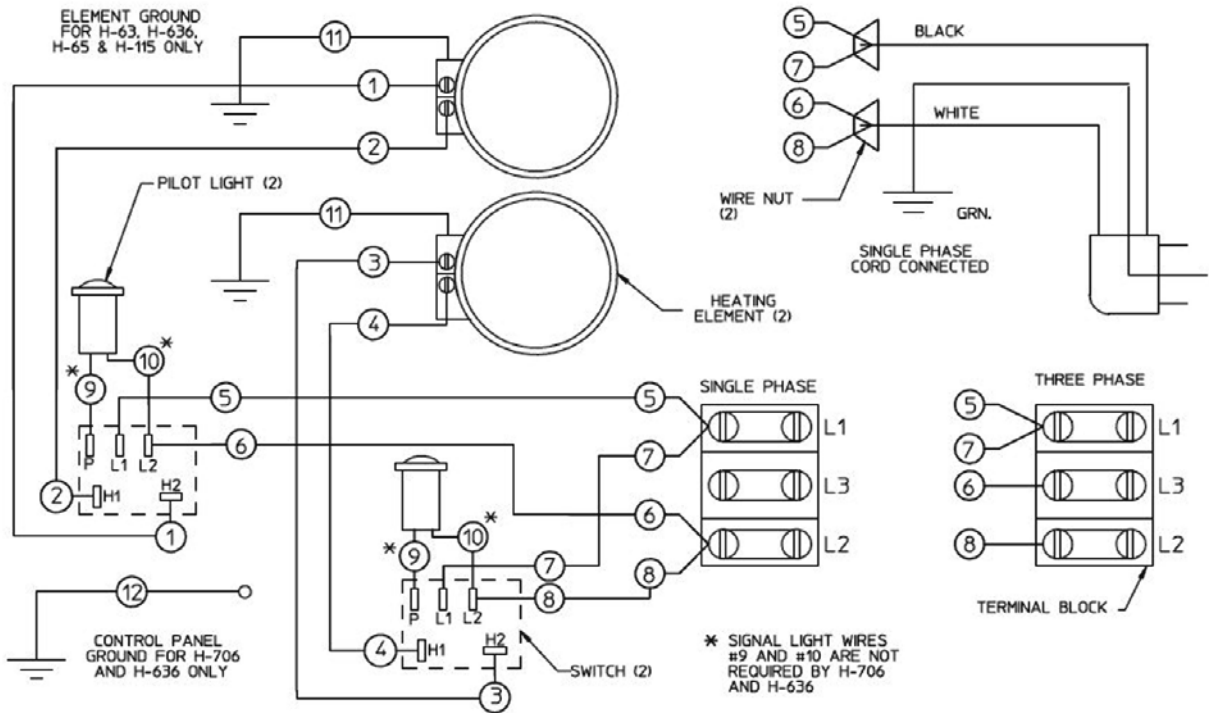 ELEMENT GROUND
FOR H-63, H-636,
H-65 & H-115 ONLY
11
1
2
PILOT LIGHT (2)
11
3
4
HEATING
ELEMENT (2)
5
7
BLACK
6
8
WHITE
WIRE NUT
(2)
GRN.
SINGLE PHASE
CORD CONNECTED
* 10
* 9
P L1 L2
H1
H2
2
1
5
6
* 10
* 9
P L1 L2
H1
H2
4
3
7
8
SWITCH (2)
5
7
6
8
SINGLE PHASE
L1
L3
L2
THREE PHASE
5
7
6
8
L1
L3
L2
TERMINAL BLOCK
12
CONTROL PANEL
GROUND FOR H-706
AND H-636 ONLY
* SIGNAL LIGHT WIRES
#9 AND #10 ARE NOT
REQUIRED BY H-706
AND H-636